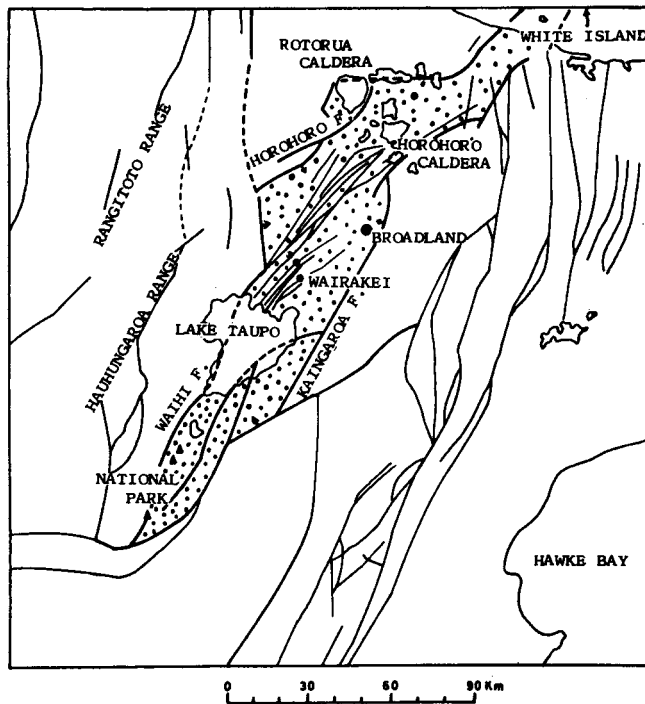 WHITE ISLAND
ROTORUA
CALDERA
HOROHORO F.
RANGITOTO RANGE
HOROHORO
CALDERA
BROADLAND
WAIRAKEI
HAUHUNGAROA RANGE
LAKE TAUPO
KAINGAROA F.
WAIHI F.
NATIONAL
PARK
HAWKE BAY
0 30 60 90 Km